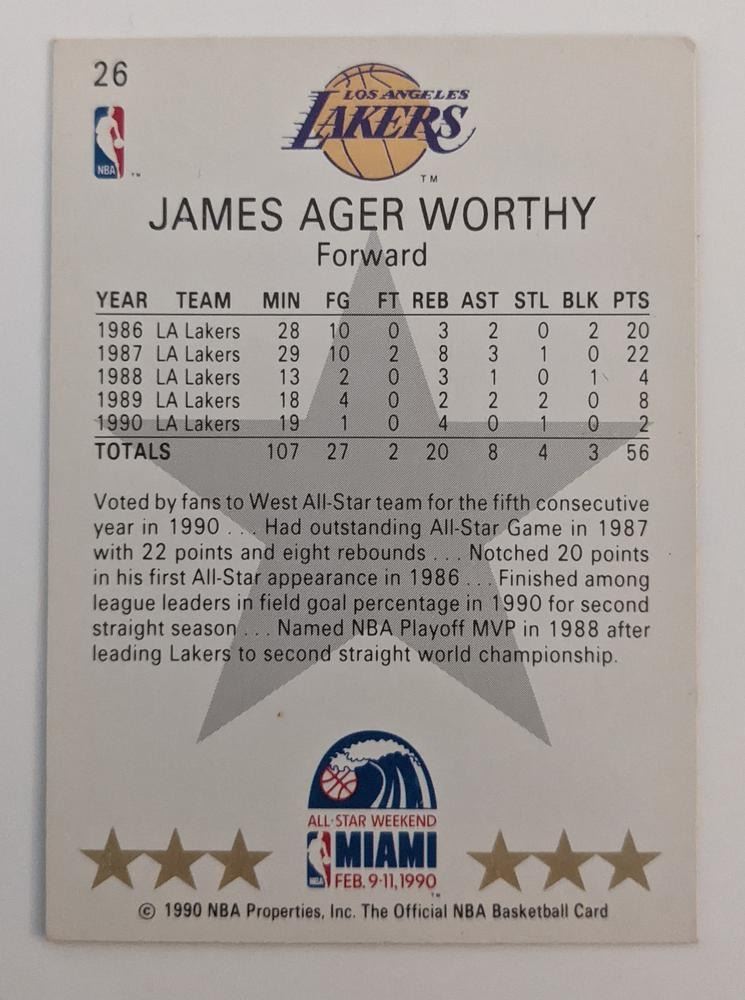 26
LOS ANGELES
LAKERS
TM
NBA
TM
JAMES AGER WORTHY
Forward
YEAR TEAM MIN FG FT REB AST STL BLK PTS
1986 LA Lakers 28 10 0 3 2 0 2 20
1987 LA Lakers 29 10 2 8 3 1 0 22
1988 LA Lakers 13 2 0 3 1 0 1 4
1989 LA Lakers 18 4 0 2 2 2 0 8
1990 LA Lakers 19 1 0 4 0 1 0 2
TOTALS 107 27 2 20 8 4 3 56
Voted by fans to West All-Star team for the fifth consecutive
year in 1990 . . . Had outstanding All-Star Game in 1987
with 22 points and eight rebounds . . . Notched 20 points
in his first All-Star appearance in 1986 . . . Finished among
league leaders in field goal percentage in 1990 for second
straight season . . . Named NBA Playoff MVP in 1988 after
leading Lakers to second straight world championship.
ALL-STAR WEEKEND
MIAMI
NBA FEB. 9-11, 1990
TM
© 1990 NBA Properties, Inc. The Official NBA Basketball Card